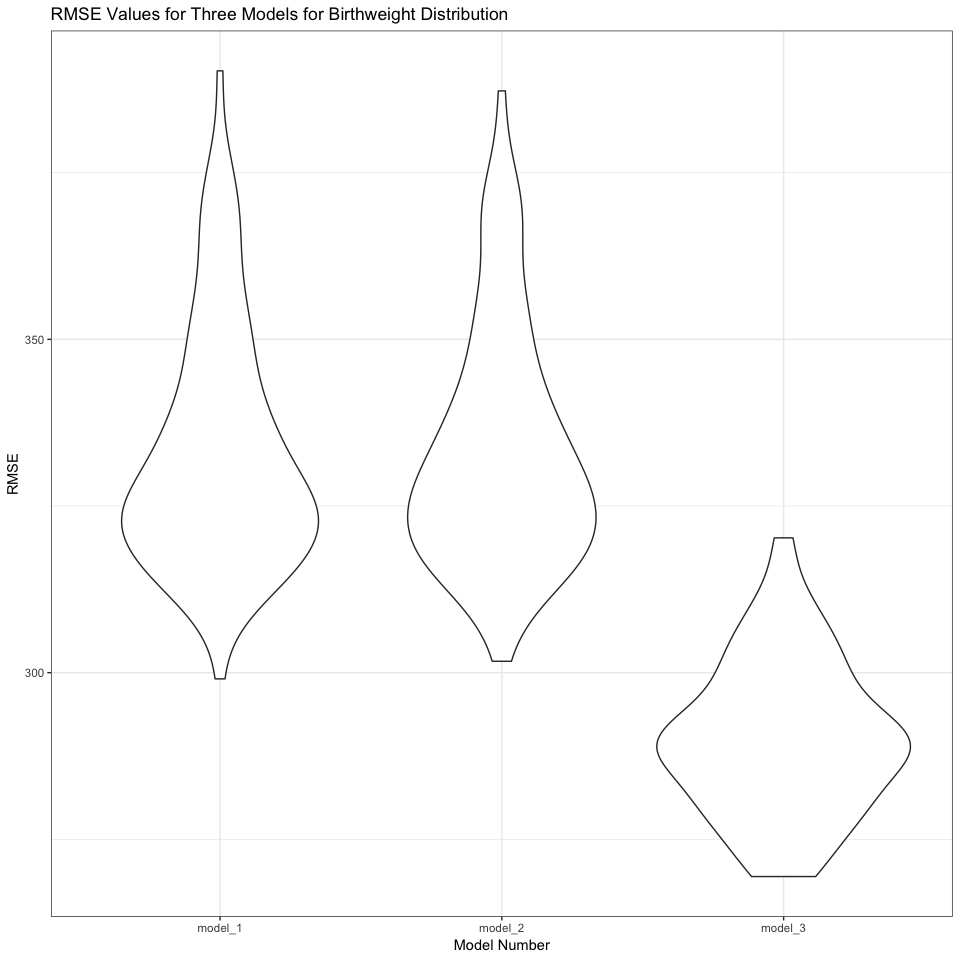 RMSE Values for Three Models for Birthweight Distribution
350
300
RMSE
model_1 model_2 model_3
Model Number